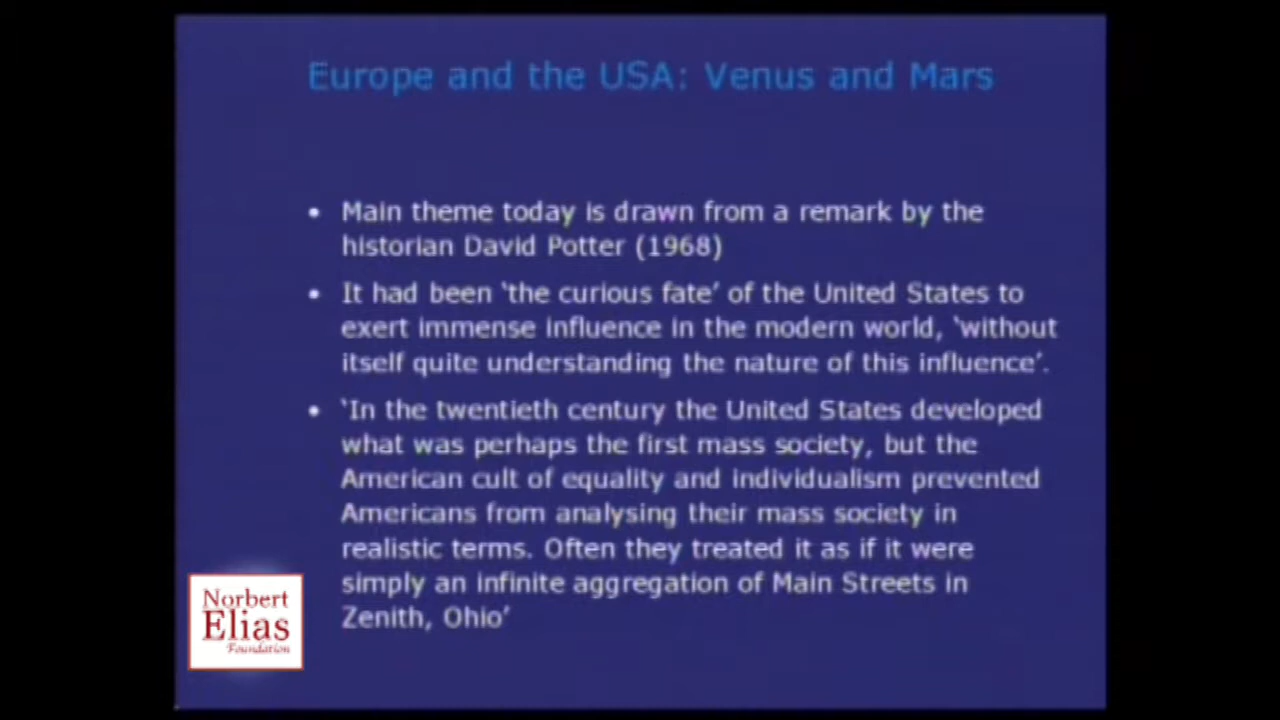 Europe and the USA: Venus and Mars
• Main theme today is drawn from a remark by the
historian David Potter (1968)
• It had been ‘the curious fate’ of the United States to
exert immense influence in the modern world, ‘without
itself quite understanding the nature of this influence’.
• ‘In the twentieth century the United States developed
what was perhaps the first mass society, but the
American cult of equality and individualism prevented
Americans from analysing their mass society in
realistic terms. Often they treated it as if it were
simply an infinite aggregation of Main Streets in
Zenith, Ohio’
Norbert
Elias
Foundation